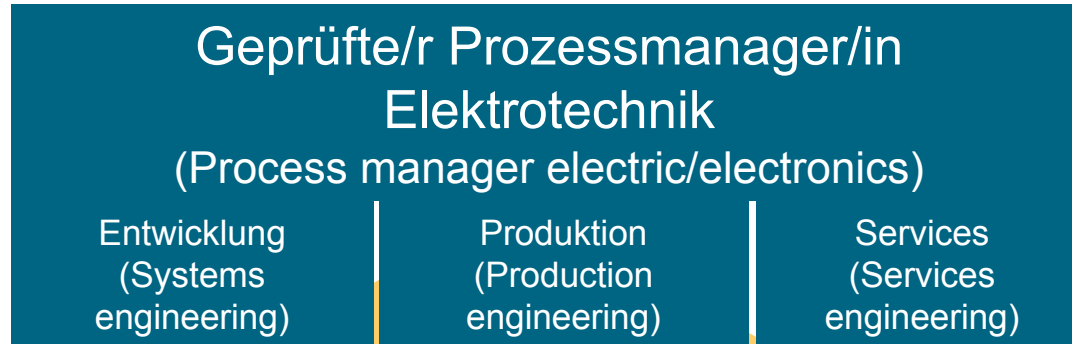 Geprüfte/r Prozessmanager/in
Elektrotechnik
(Process manager electric/electronics)
Entwicklung
(Systems
engineering)
Produktion
(Production
engineering)
Services
(Services
engineering)